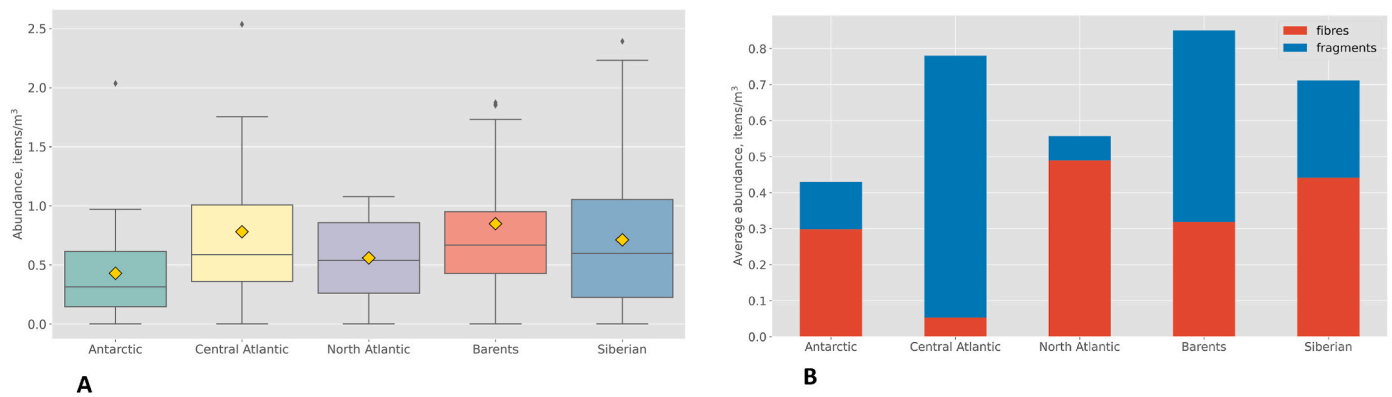 2.5
2.0
1.5
1.0
0.5
0.0
Abundance, items/m³
Antarctic Central Atlantic North Atlantic Barents Siberian
A
fibres
fragments
0.8
0.7
0.6
0.5
0.4
0.3
0.2
0.1
0.0
Average abundance, items/m³
Antarctic Central Atlantic North Atlantic Barents Siberian
B